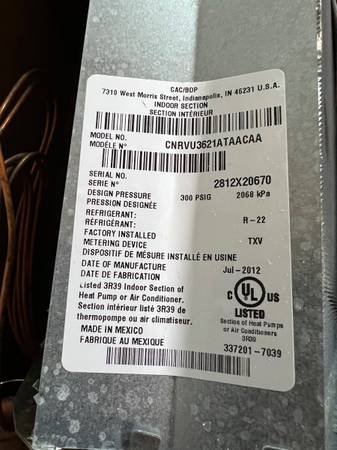 CAC/BDP
7310 West Morris Street, Indianapolis, IN 46231 U.S.A.
INDOOR SECTION
SECTION INTÉRIEUR
MODEL NO.
MODÈLE Nº CNRVU3621ATAACAA
SERIAL NO.
SERIE Nº 2812X20670
DESIGN PRESSURE 300 PSIG 2068 kPa
PRESSION DESIGNÉE
REFRIGERANT: R-22
RÉFRIGÉRANT:
FACTORY INSTALLED
METERING DEVICE TXV
DISPOSITIF DE MESURE INSTALLÉ EN USINE
DATE OF MANUFACTURE Jul-2012
DATE DE FABRICATION
Listed 3R39 Indoor Section of
Heat Pump or Air Conditioner.
Section intérieur listé 3R39 de
thermopompe ou air climatiseur.
C UL US
LISTED
Section of Heat Pumps
or Air Conditioners
3R39
MADE IN MEXICO
FABRIQUE AU MEXIQUE 337201-7039